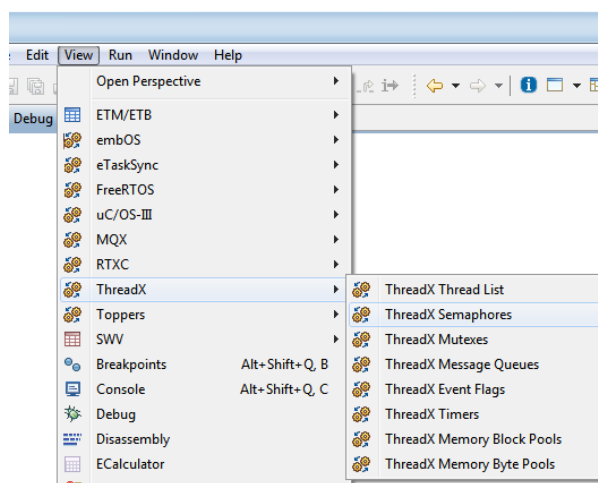 Edit View Run Window Help
Debug
Open Perspective
ETM/ETB
embOS
eTaskSync
FreeRTOS
uC/OS-III
MQX
RTXC
ThreadX
Toppers
SWV
Breakpoints Alt+Shift+Q, B
Console Alt+Shift+Q, C
Debug
Disassembly
ECalculator
ThreadX Thread List
ThreadX Semaphores
ThreadX Mutexes
ThreadX Message Queues
ThreadX Event Flags
ThreadX Timers
ThreadX Memory Block Pools
ThreadX Memory Byte Pools